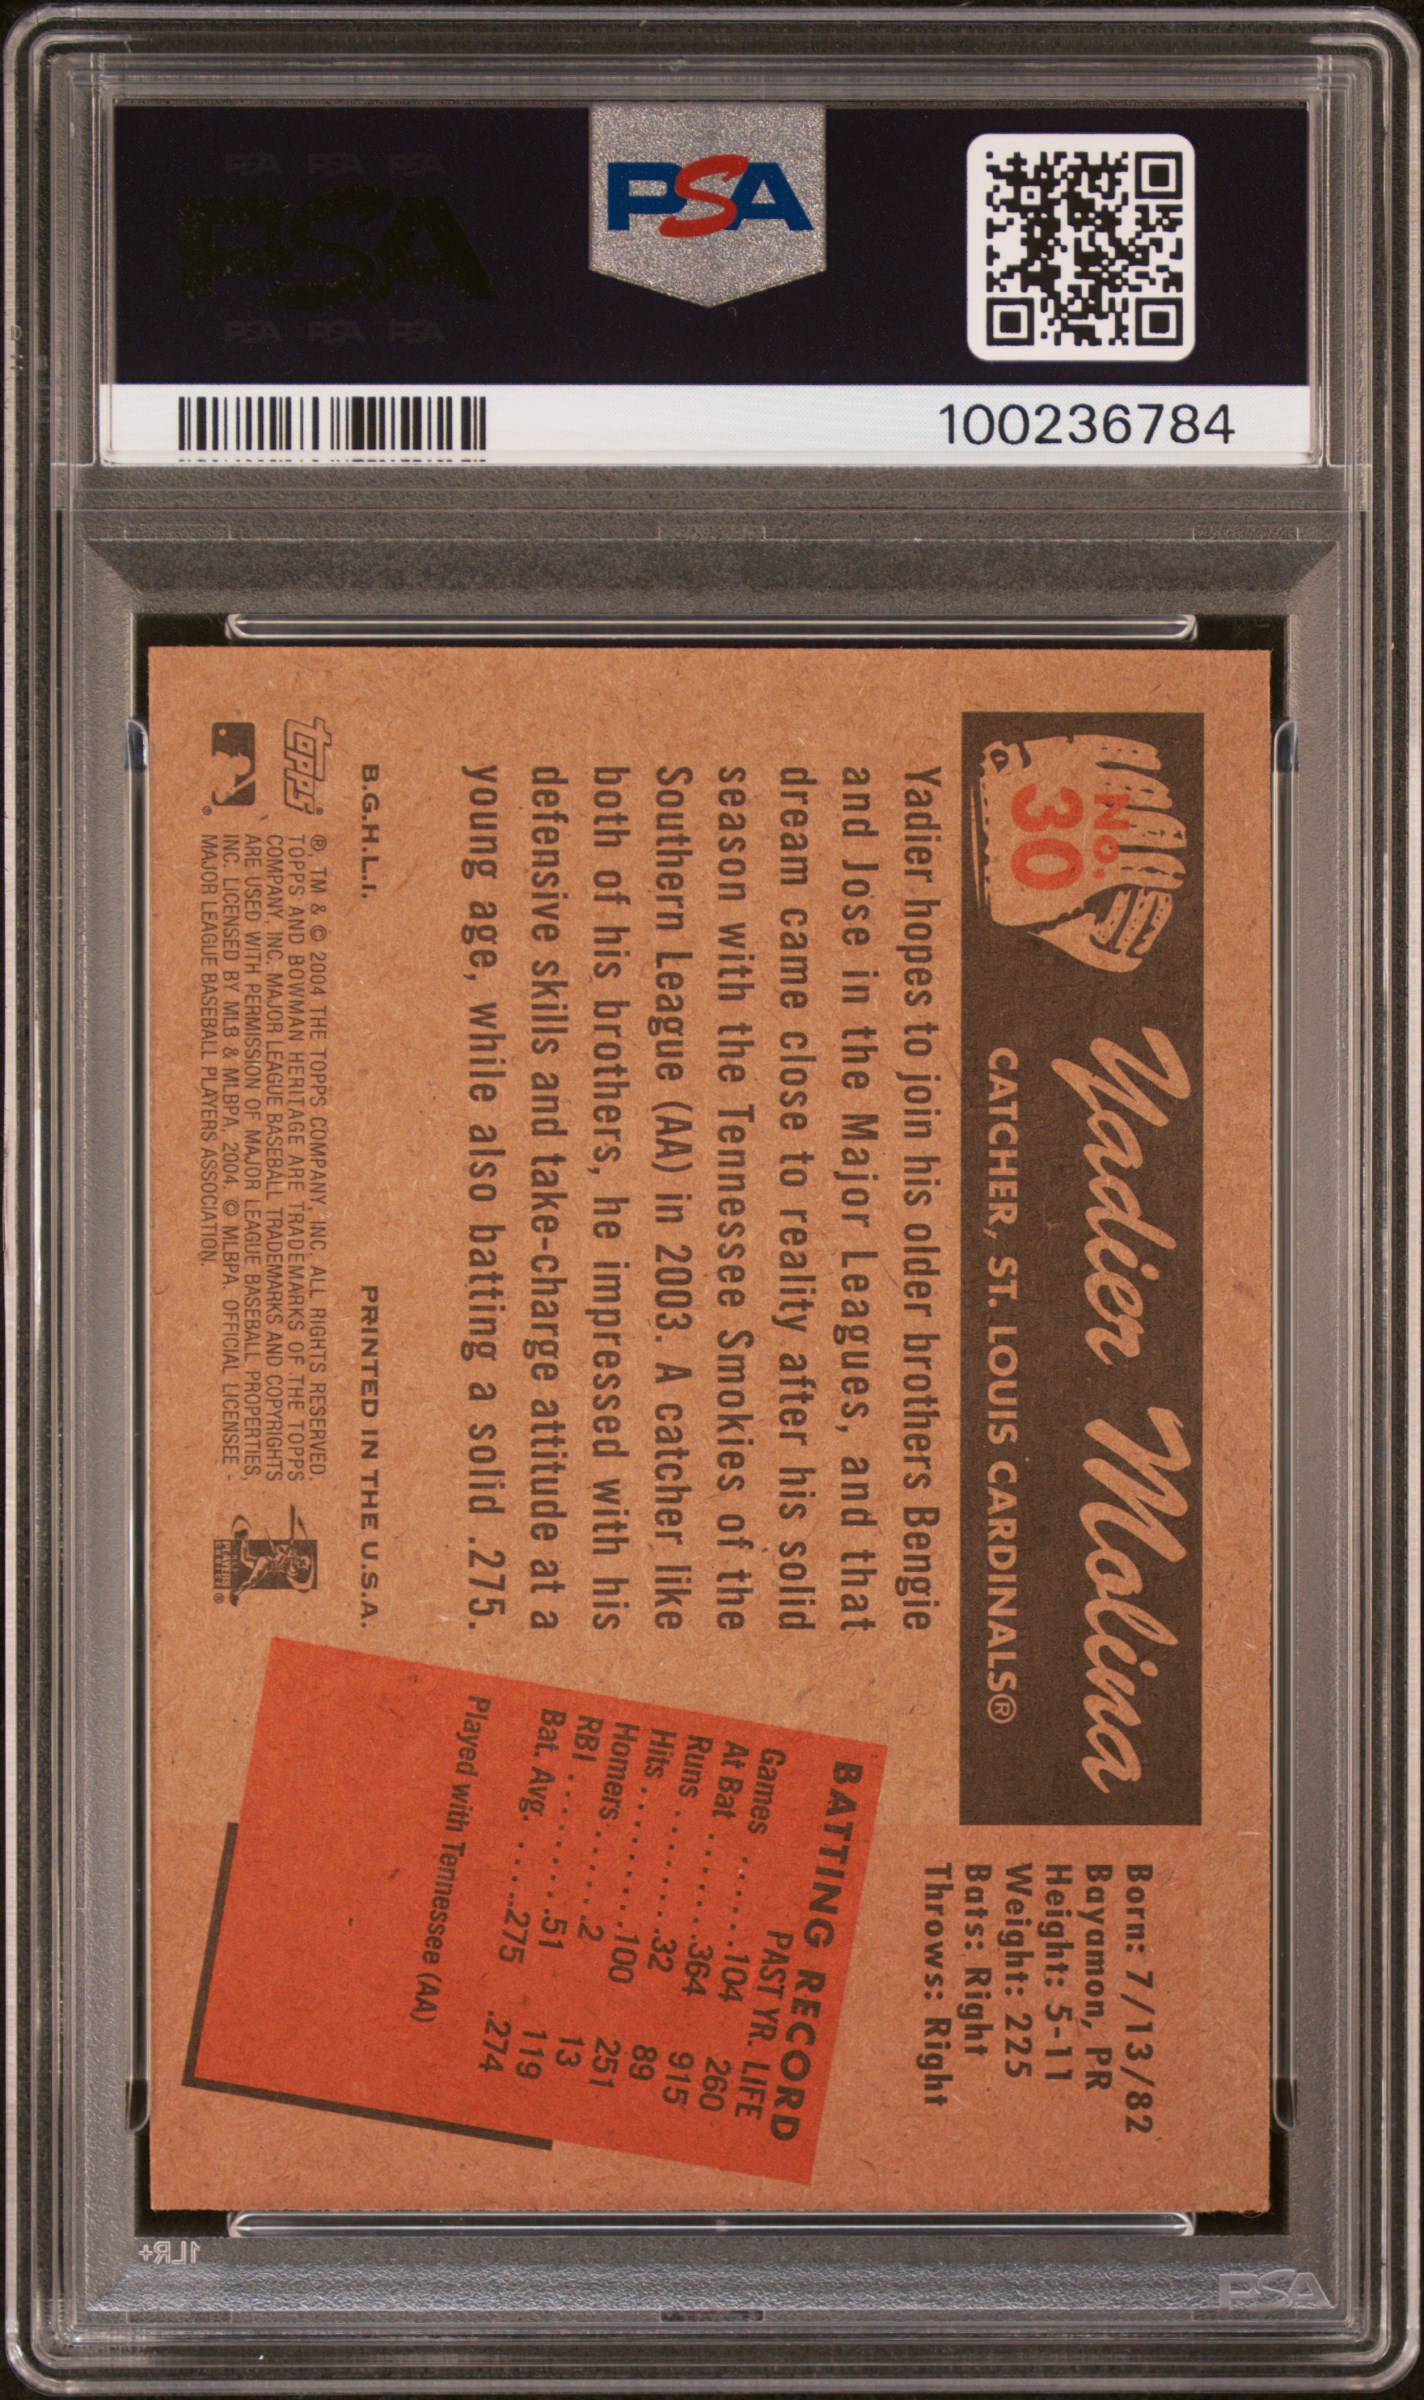 PSA PSA PSA
PSA
PSA PSA PSA
PSA
100236784
No.
30
Yadier Molina
CATCHER, ST. LOUIS CARDINALS®
Born: 7/13/82
Bayamon, PR
Height: 5-11
Weight: 225
Bats: Right
Throws: Right
Yadier hopes to join his older brothers Bengie
and Jose in the Major Leagues, and that
dream came close to reality after his solid
season with the Tennessee Smokies of the
Southern League (AA) in 2003. A catcher like
both of his brothers, he impressed with his
defensive skills and take-charge attitude at a
young age, while also batting a solid .275.
BATTING RECORD
PAST YR. LIFE
Games ......104 260
At Bat .......364 915
Runs ........32 89
Hits ........100 251
Homers ......2 13
RBI ........51 119
Bat. Avg. .....275 .274
Played with Tennessee (AA)
B.G.H.L.I. PRINTED IN THE U.S.A.
topps
®, TM & © 2004 THE TOPPS COMPANY, INC. ALL RIGHTS RESERVED.
TOPPS AND BOWMAN HERITAGE ARE TRADEMARKS OF THE TOPPS
COMPANY, INC. MAJOR LEAGUE BASEBALL TRADEMARKS AND COPYRIGHTS
ARE USED WITH PERMISSION OF MAJOR LEAGUE BASEBALL PROPERTIES,
INC. LICENSED BY MLB & MLBPA, 2004. © MLBPA. OFFICIAL LICENSEE -
MAJOR LEAGUE BASEBALL PLAYERS ASSOCIATION.
1LR+
PSA